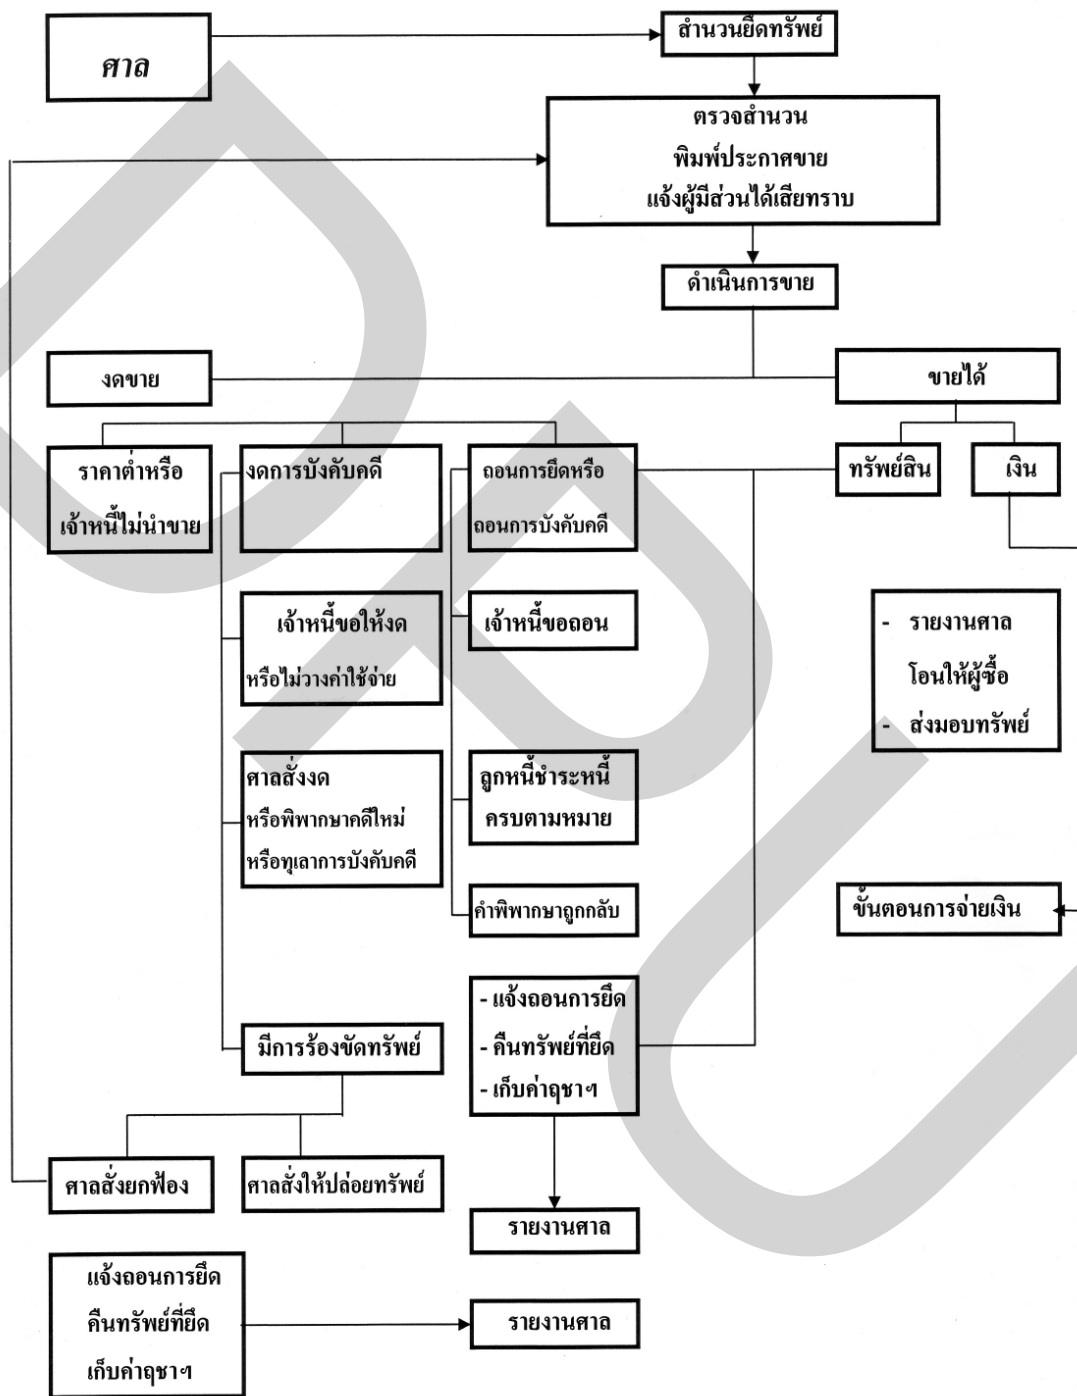 ศาล
สำนวนยึดทรัพย์
ตรวจสำนวน
พิมพ์ประกาศขาย
แจ้งผู้มีส่วนได้เสียทราบ
ดำเนินการขาย
งดขาย
ขายได้
ราคาต่ำหรือ
เจ้าหนี้ไม่นำขาย
งดการบังคับคดี
ถอนการยึดหรือ
ถอนการบังคับคดี
ทรัพย์สิน
เงิน
เจ้าหนี้ขอให้งด
หรือไม่วางค่าใช้จ่าย
เจ้าหนี้ขอถอน
- รายงานศาล
โอนให้ผู้ซื้อ
- ส่งมอบทรัพย์
ศาลสั่งงด
หรือพิพากษาคดีใหม่
หรือทุเลาการบังคับคดี
ลูกหนี้ชำระหนี้
ครบตามหมาย
คำพิพากษาถูกกลับ
ขั้นตอนการจ่ายเงิน
มีการร้องขัดทรัพย์
- แจ้งถอนการยึด
- คืนทรัพย์ที่ยึด
- เก็บค่าฤชาฯ
ศาลสั่งยกฟ้อง
ศาลสั่งให้ปล่อยทรัพย์
รายงานศาล
แจ้งถอนการยึด
คืนทรัพย์ที่ยึด
เก็บค่าฤชาฯ
รายงานศาล
DPU